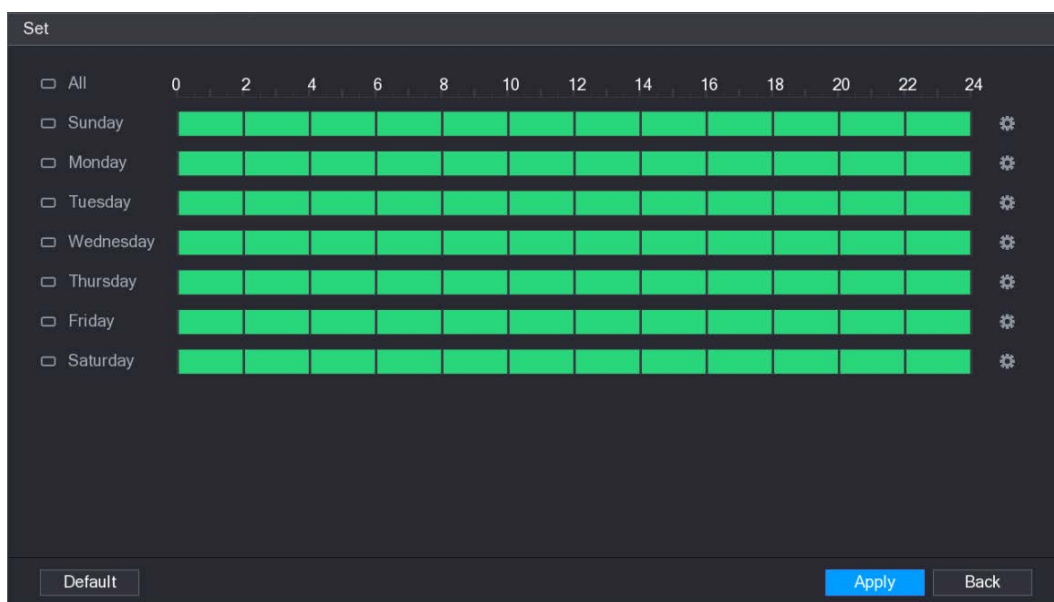 Set
All 0 2 4 6 8 10 12 14 16 18 20 22 24
Sunday
Monday
Tuesday
Wednesday
Thursday
Friday
Saturday
Default Apply Back